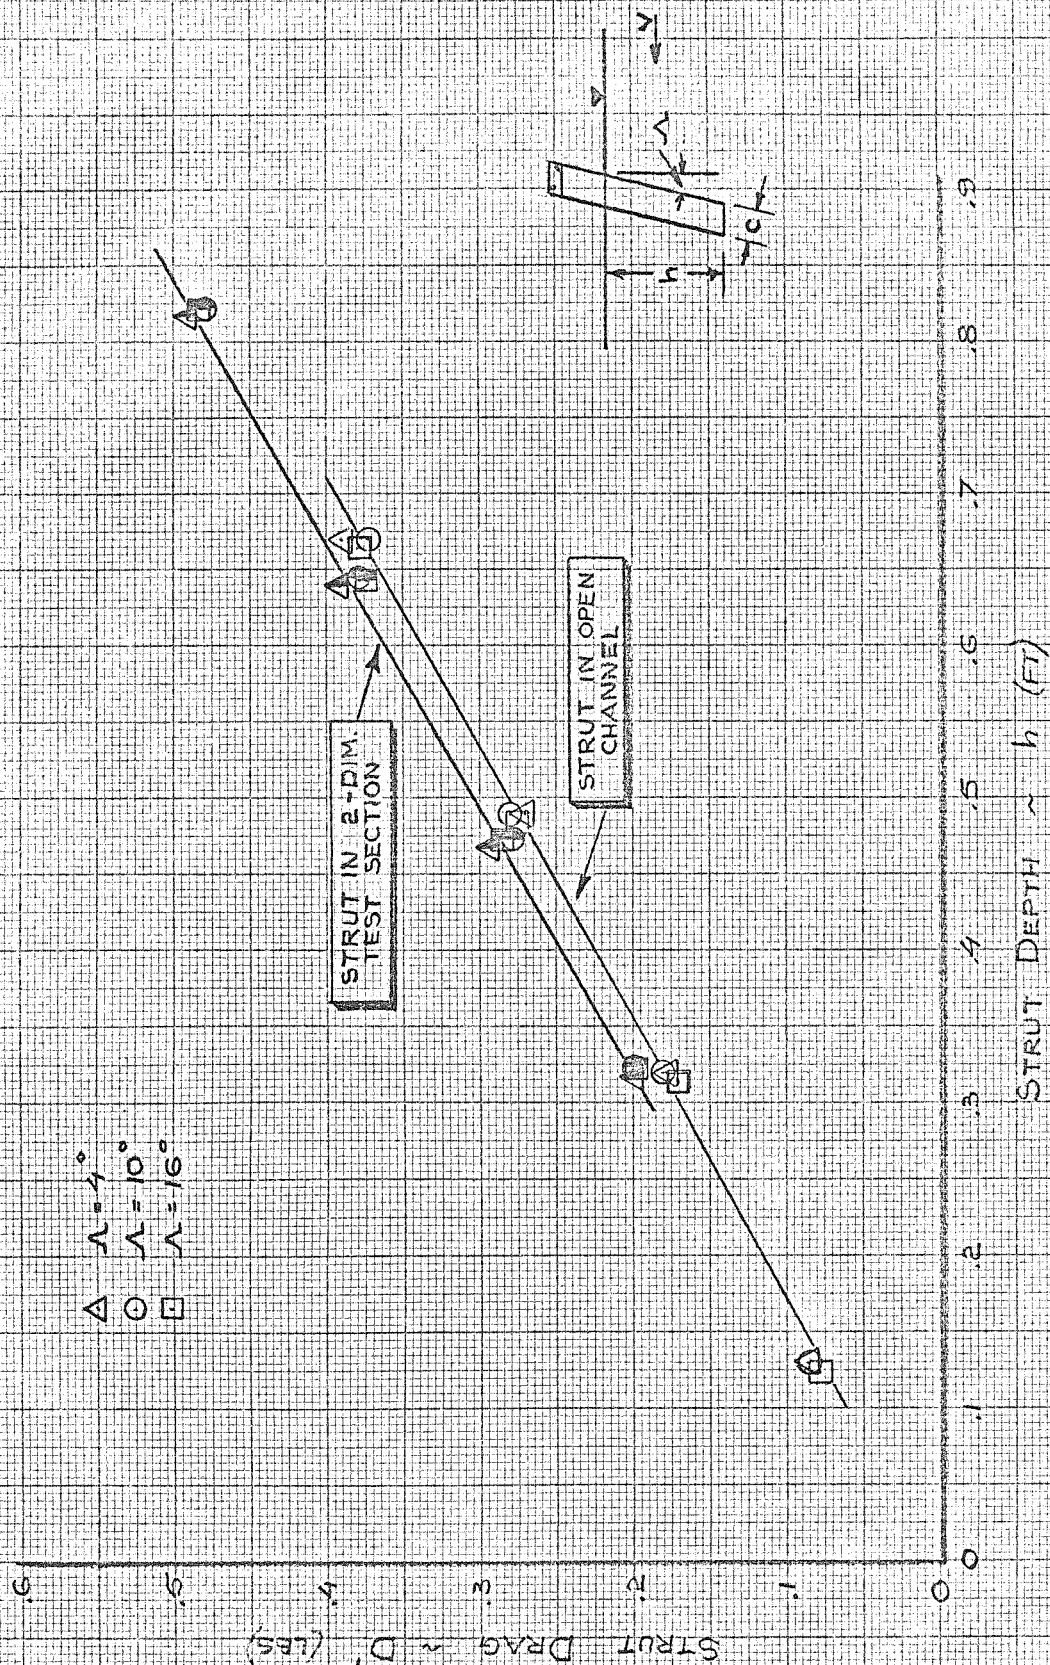 Λ = 4°
Λ = 10°
Λ = 16°
STRUT IN 2-DIM.
TEST SECTION
STRUT IN OPEN
CHANNEL
V
Λ
h
c
.6
.5
.4
.3
.2
.1
0
STRUT DRAG ~ D (LBS)
0
.1
.2
.3
.4
.5
.6
.7
.8
.9
STRUT DEPTH ~ h (FT)